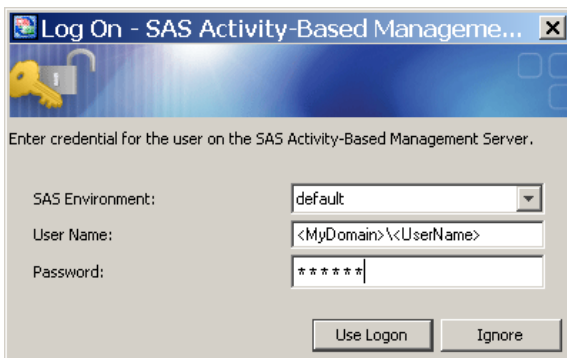 Log On - SAS Activity-Based Manageme...
Enter credential for the user on the SAS Activity-Based Management Server.
SAS Environment: default
User Name: <MyDomain>\<UserName>
Password: ******
Use Logon Ignore